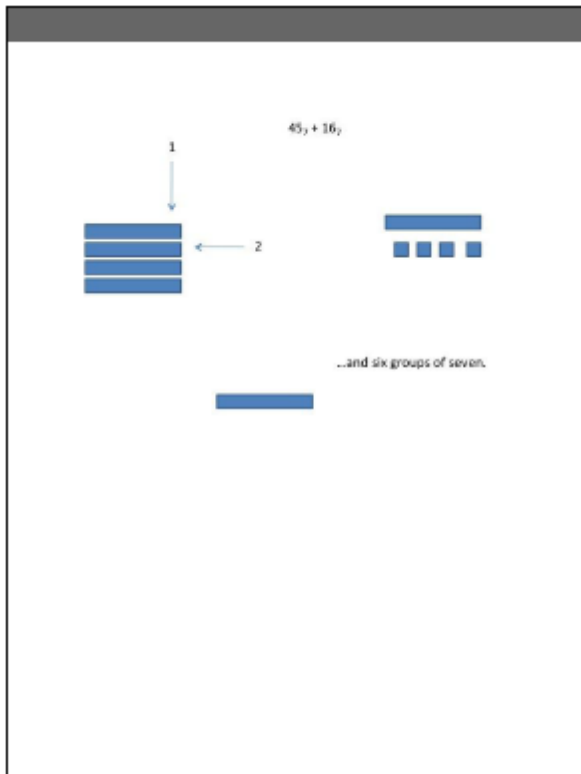 45₇ + 16₇
1
2
...and six groups of seven.